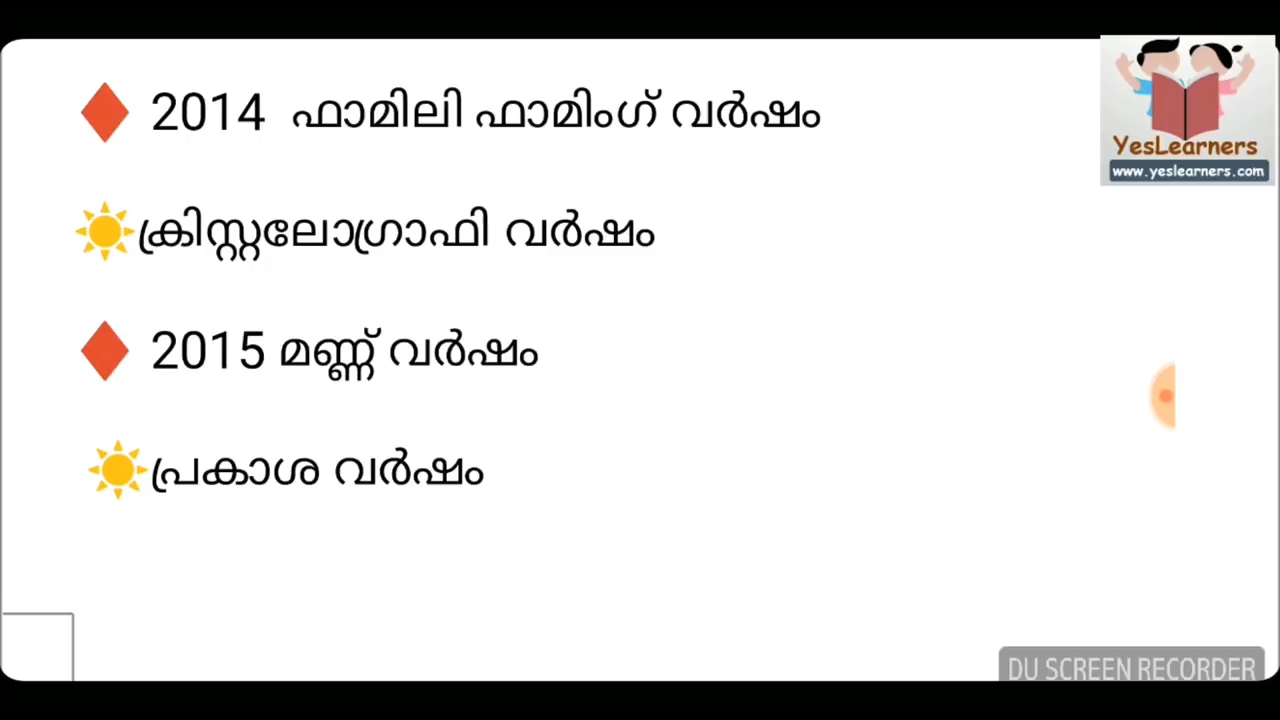 2014 ഫാമിലി ഫാമിംഗ് വർഷം
ക്രിസ്റ്റലോഗ്രാഫി വർഷം
2015 മണ്ണ് വർഷം
പ്രകാശ വർഷം
YesLearners
www.yeslearners.com
DU SCREEN RECORDER